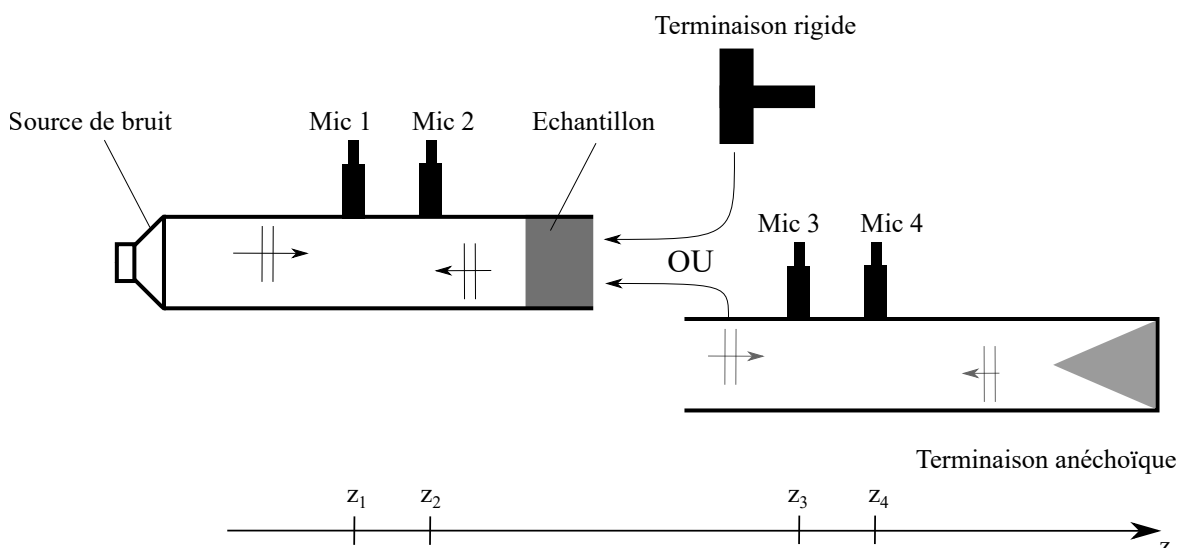 Terminaison rigide
Source de bruit
Mic 1
Mic 2
Echantillon
Mic 3
Mic 4
OU
Terminaison anéchoïque
z1
z2
z3
z4
z